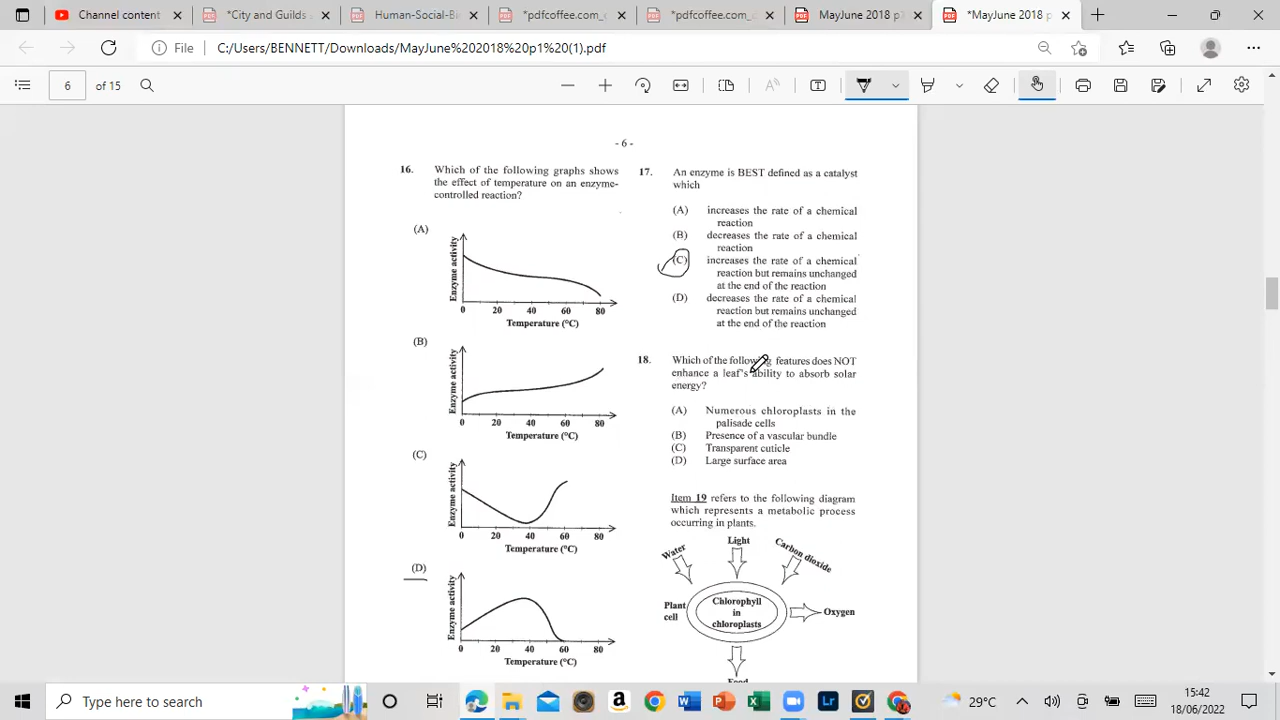 *pand Guilds
Human-Social-B
*pdfcoffee.com_c
*pdfcoffee.com_
MayJune 2018 p
*MayJune 2018 p
File
C:/Users/BENNETT/Downloads/MayJune%202018%20p1%20(1).pdf
6
of 15
- 6 -
16. Which of the following graphs shows
the effect of temperature on an enzyme-
controlled reaction?
(A)
Enzyme activity
0 20 40 60 80
Temperature (°C)
(B)
Enzyme activity
0 20 40 60 80
Temperature (°C)
(C)
Enzyme activity
0 20 40 60 80
Temperature (°C)
(D)
Enzyme activity
0 20 40 60 80
Temperature (°C)
17. An enzyme is BEST defined as a catalyst
which
(A) increases the rate of a chemical
reaction
(B) decreases the rate of a chemical
reaction
(C) increases the rate of a chemical
reaction but remains unchanged
at the end of the reaction
(D) decreases the rate of a chemical
reaction but remains unchanged
at the end of the reaction
18. Which of the following features does NOT
enhance a leaf's ability to absorb solar
energy?
(A) Numerous chloroplasts in the
palisade cells
(B) Presence of a vascular bundle
(C) Transparent cuticle
(D) Large surface area
Item 19 refers to the following diagram
which represents a metabolic process
occurring in plants.
Water
Light
Carbon dioxide
Plant
cell
Chlorophyll
in
chloroplasts
Oxygen
Food
Type here to search
29°C
15:42
18/06/2022